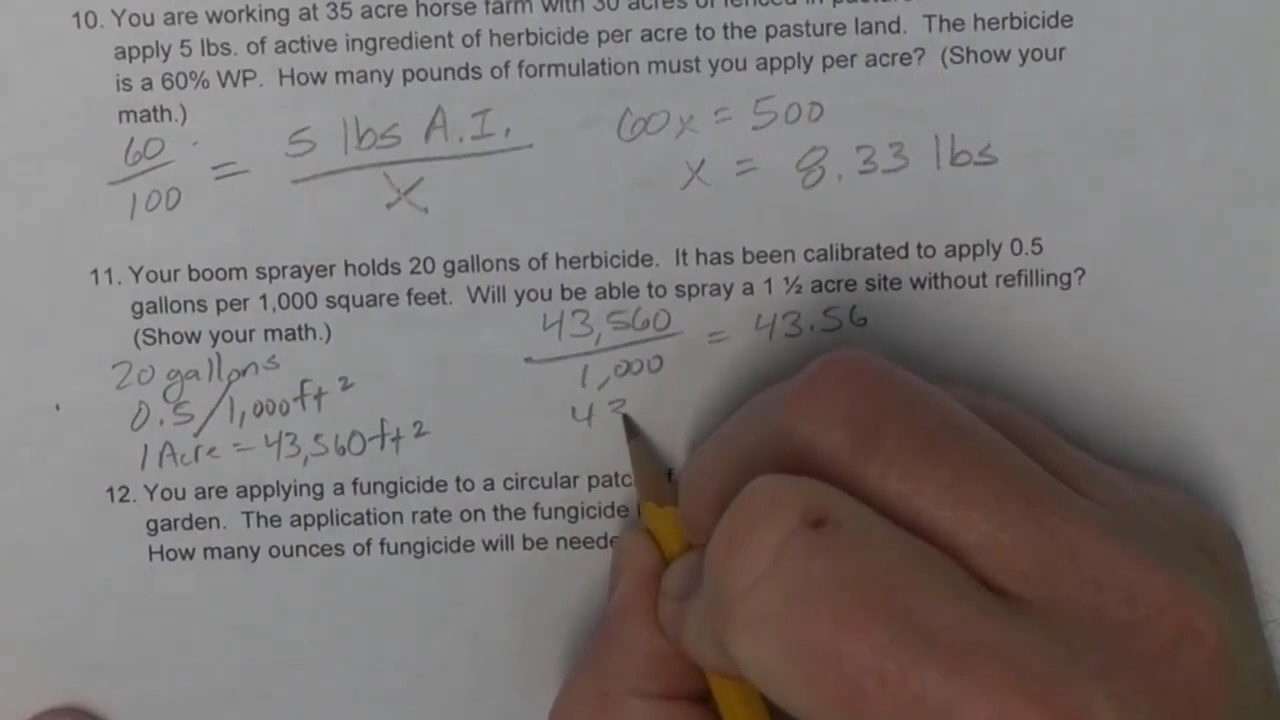 10. You are working at 35 acre horse farm with 30 acres of fenced in
apply 5 lbs. of active ingredient of herbicide per acre to the pasture land. The herbicide
is a 60% WP. How many pounds of formulation must you apply per acre? (Show your
math.)
60/100 = 5 lbs A.I./X
60x = 500
x = 8.33 lbs
11. Your boom sprayer holds 20 gallons of herbicide. It has been calibrated to apply 0.5
gallons per 1,000 square feet. Will you be able to spray a 1 ½ acre site without refilling?
(Show your math.)
43,560/1,000 = 43.56
43
20 gallons
0.5/1,000ft²
1 Acre = 43,560ft²
12. You are applying a fungicide to a circular
garden. The application rate on the fungicide
How many ounces of fungicide will be